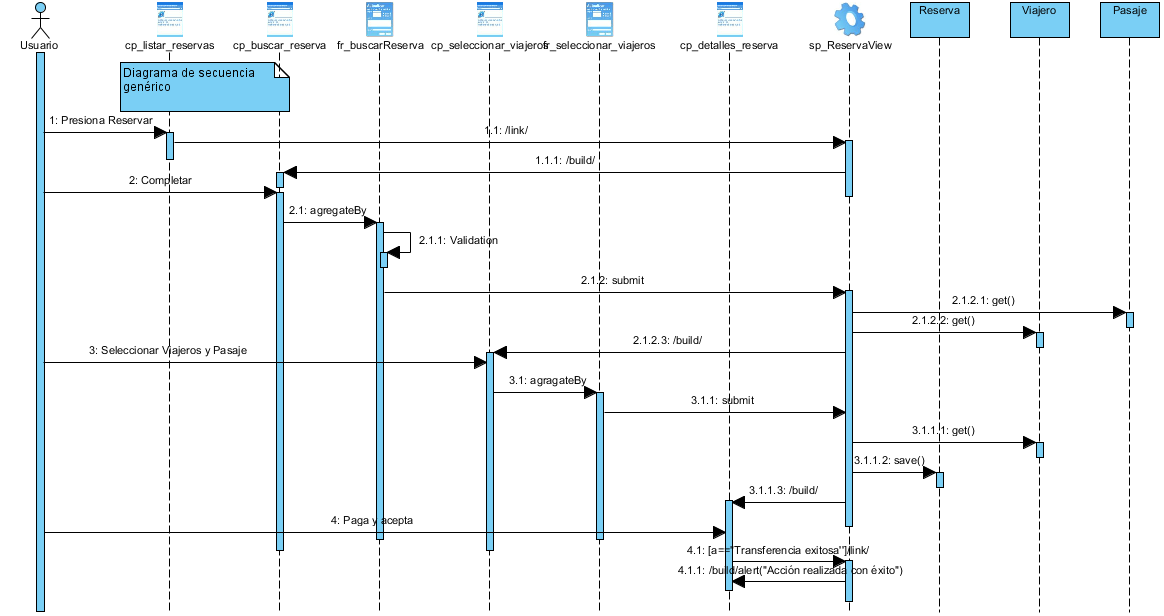 Reserva
Viajero
Pasaje
Usuario
cp_listar_reservas
cp_buscar_reserva
fr_buscarReserva
cp_seleccionar_viajeros
fr_seleccionar_viajeros
cp_detalles_reserva
sp_ReservaView
Diagrama de secuencia
genérico
1: Presiona Reservar
1.1: /link/
1.1.1: /build/
2: Completar
2.1: agregateBy
2.1.1: Validation
2.1.2: submit
2.1.2.1: get()
2.1.2.2: get()
2.1.2.3: /build/
3: Seleccionar Viajeros y Pasaje
3.1: agragateBy
3.1.1: submit
3.1.1.1: get()
3.1.1.2: save()
3.1.1.3: /build/
4: Paga y acepta
4.1: [a=="Transferencia exitosa"]/link/
4.1.1: /build/alert("Acción realizada con éxito")